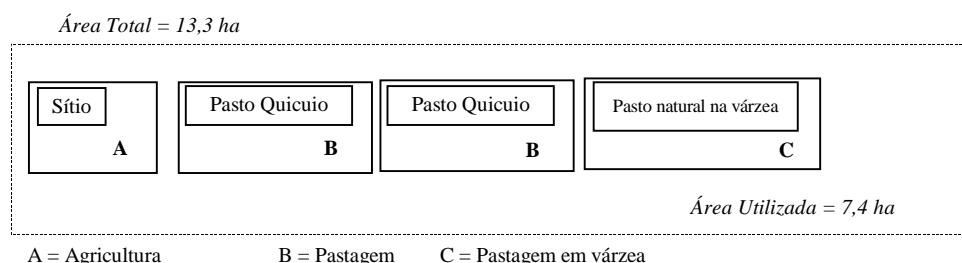 Área Total = 13,3 ha
Sítio
A
Pasto Quicuio
B
Pasto Quicuio
B
Pasto natural na várzea
C
Área Utilizada = 7,4 ha
A = Agricultura B = Pastagem C = Pastagem em várzea